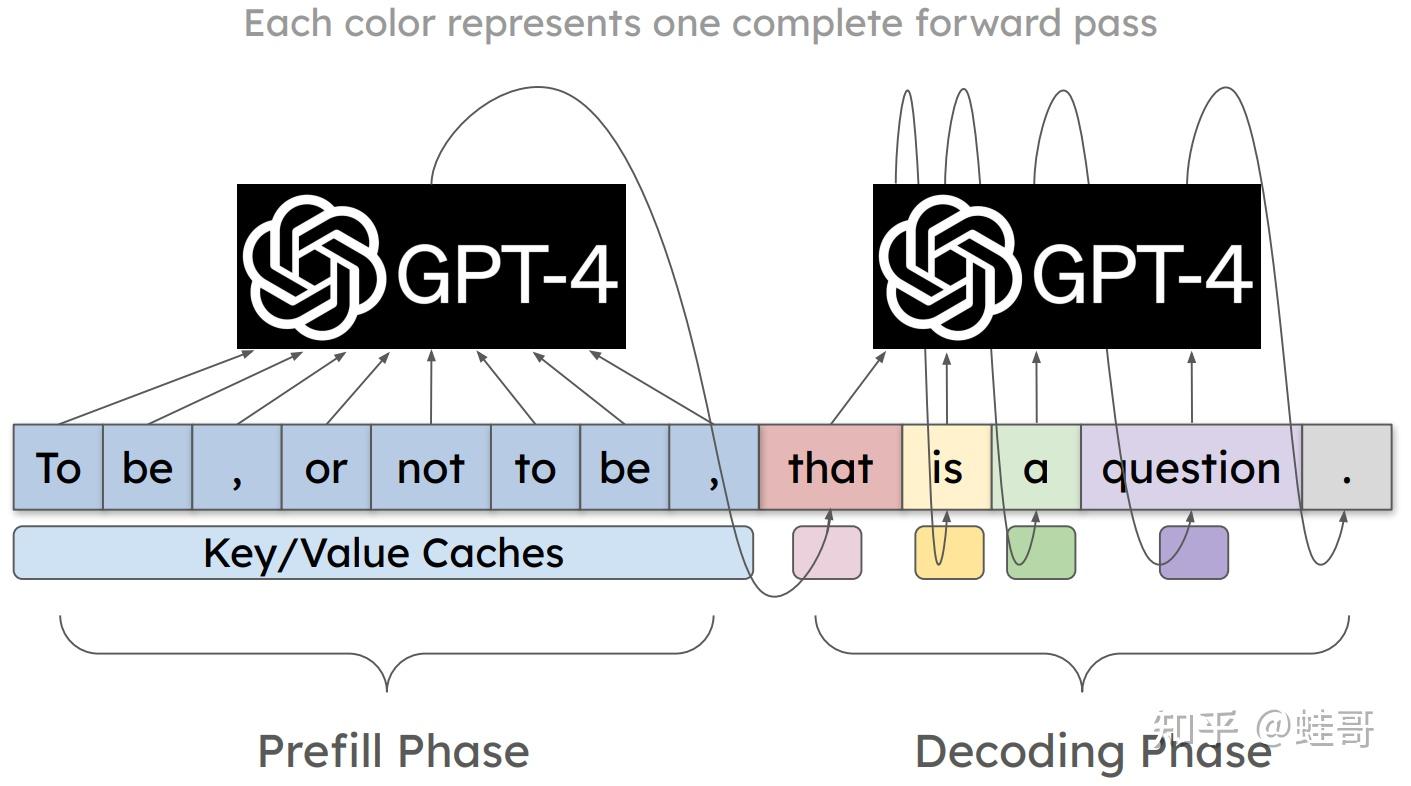 Each color represents one complete forward pass
GPT-4 GPT-4
To be , or not to be , that is a question .
Key/Value Caches
Prefill Phase Decoding Phase
知乎 @蛙哥